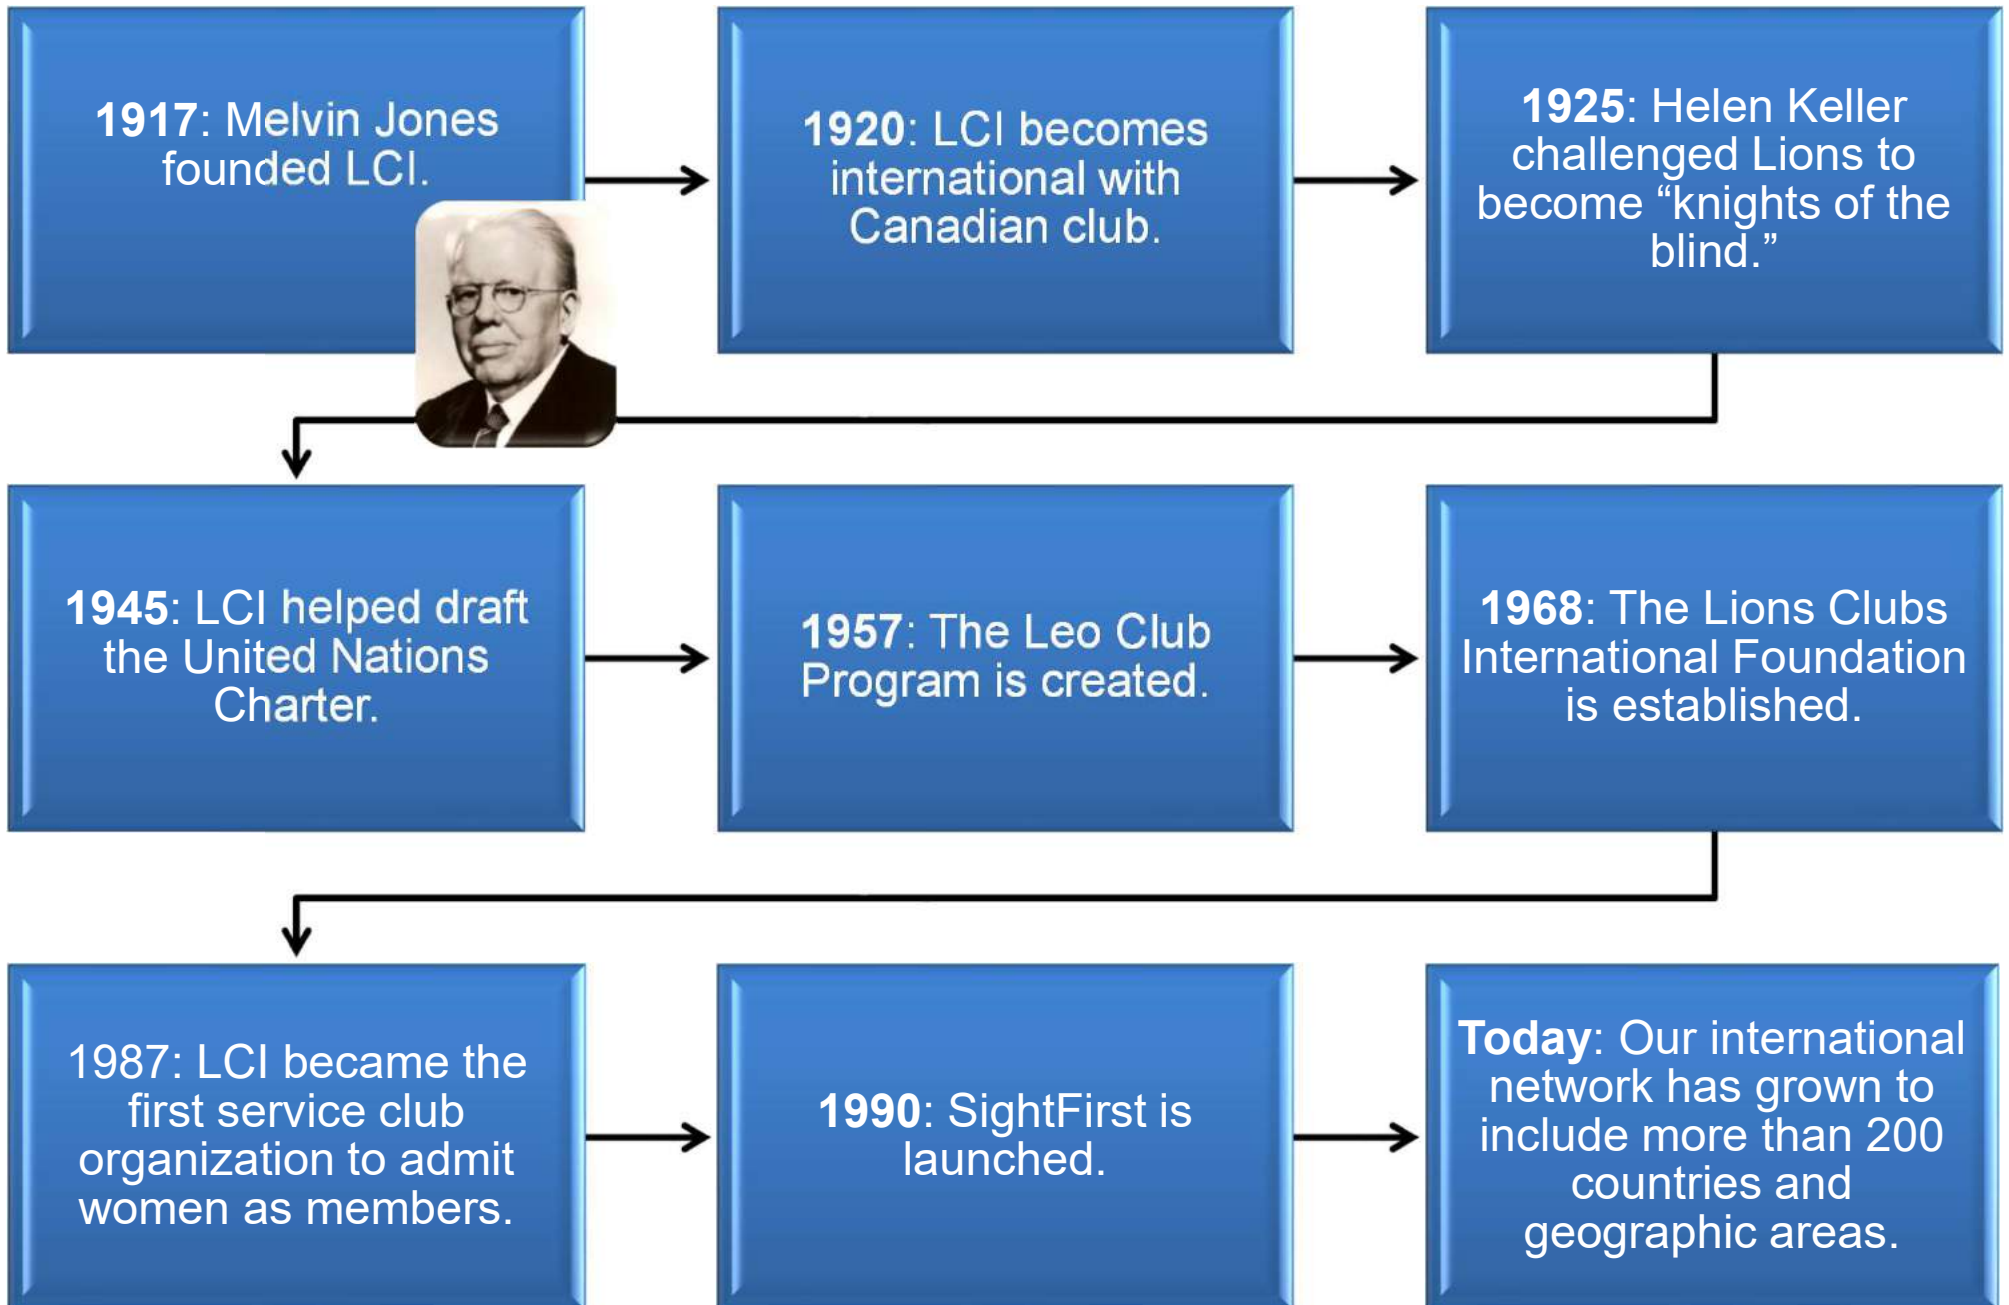 1917: Melvin Jones
founded LCI.
1920: LCI becomes
international with
Canadian club.
1925: Helen Keller
challenged Lions to
become “knights of the
blind.”
1945: LCI helped draft
the United Nations
Charter.
1957: The Leo Club
Program is created.
1968: The Lions Clubs
International Foundation
is established.
1987: LCI became the
first service club
organization to admit
women as members.
1990: SightFirst is
launched.
Today: Our international
network has grown to
include more than 200
countries and
geographic areas.